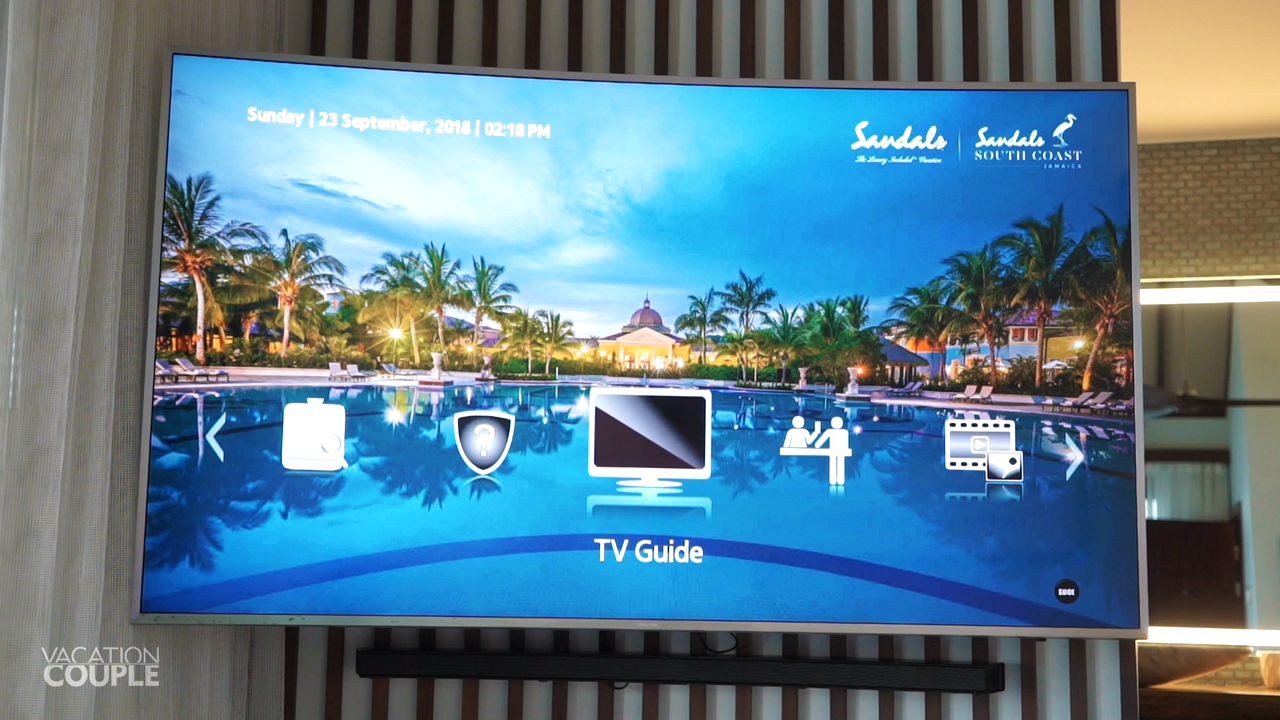 Sunday | 23 September, 2018 | 02:18 PM
Sandals
The Luxury Included™ Vacation
Sandals
SOUTH COAST
JAMAICA
TV Guide
GUIDE
VACATION
COUPLE